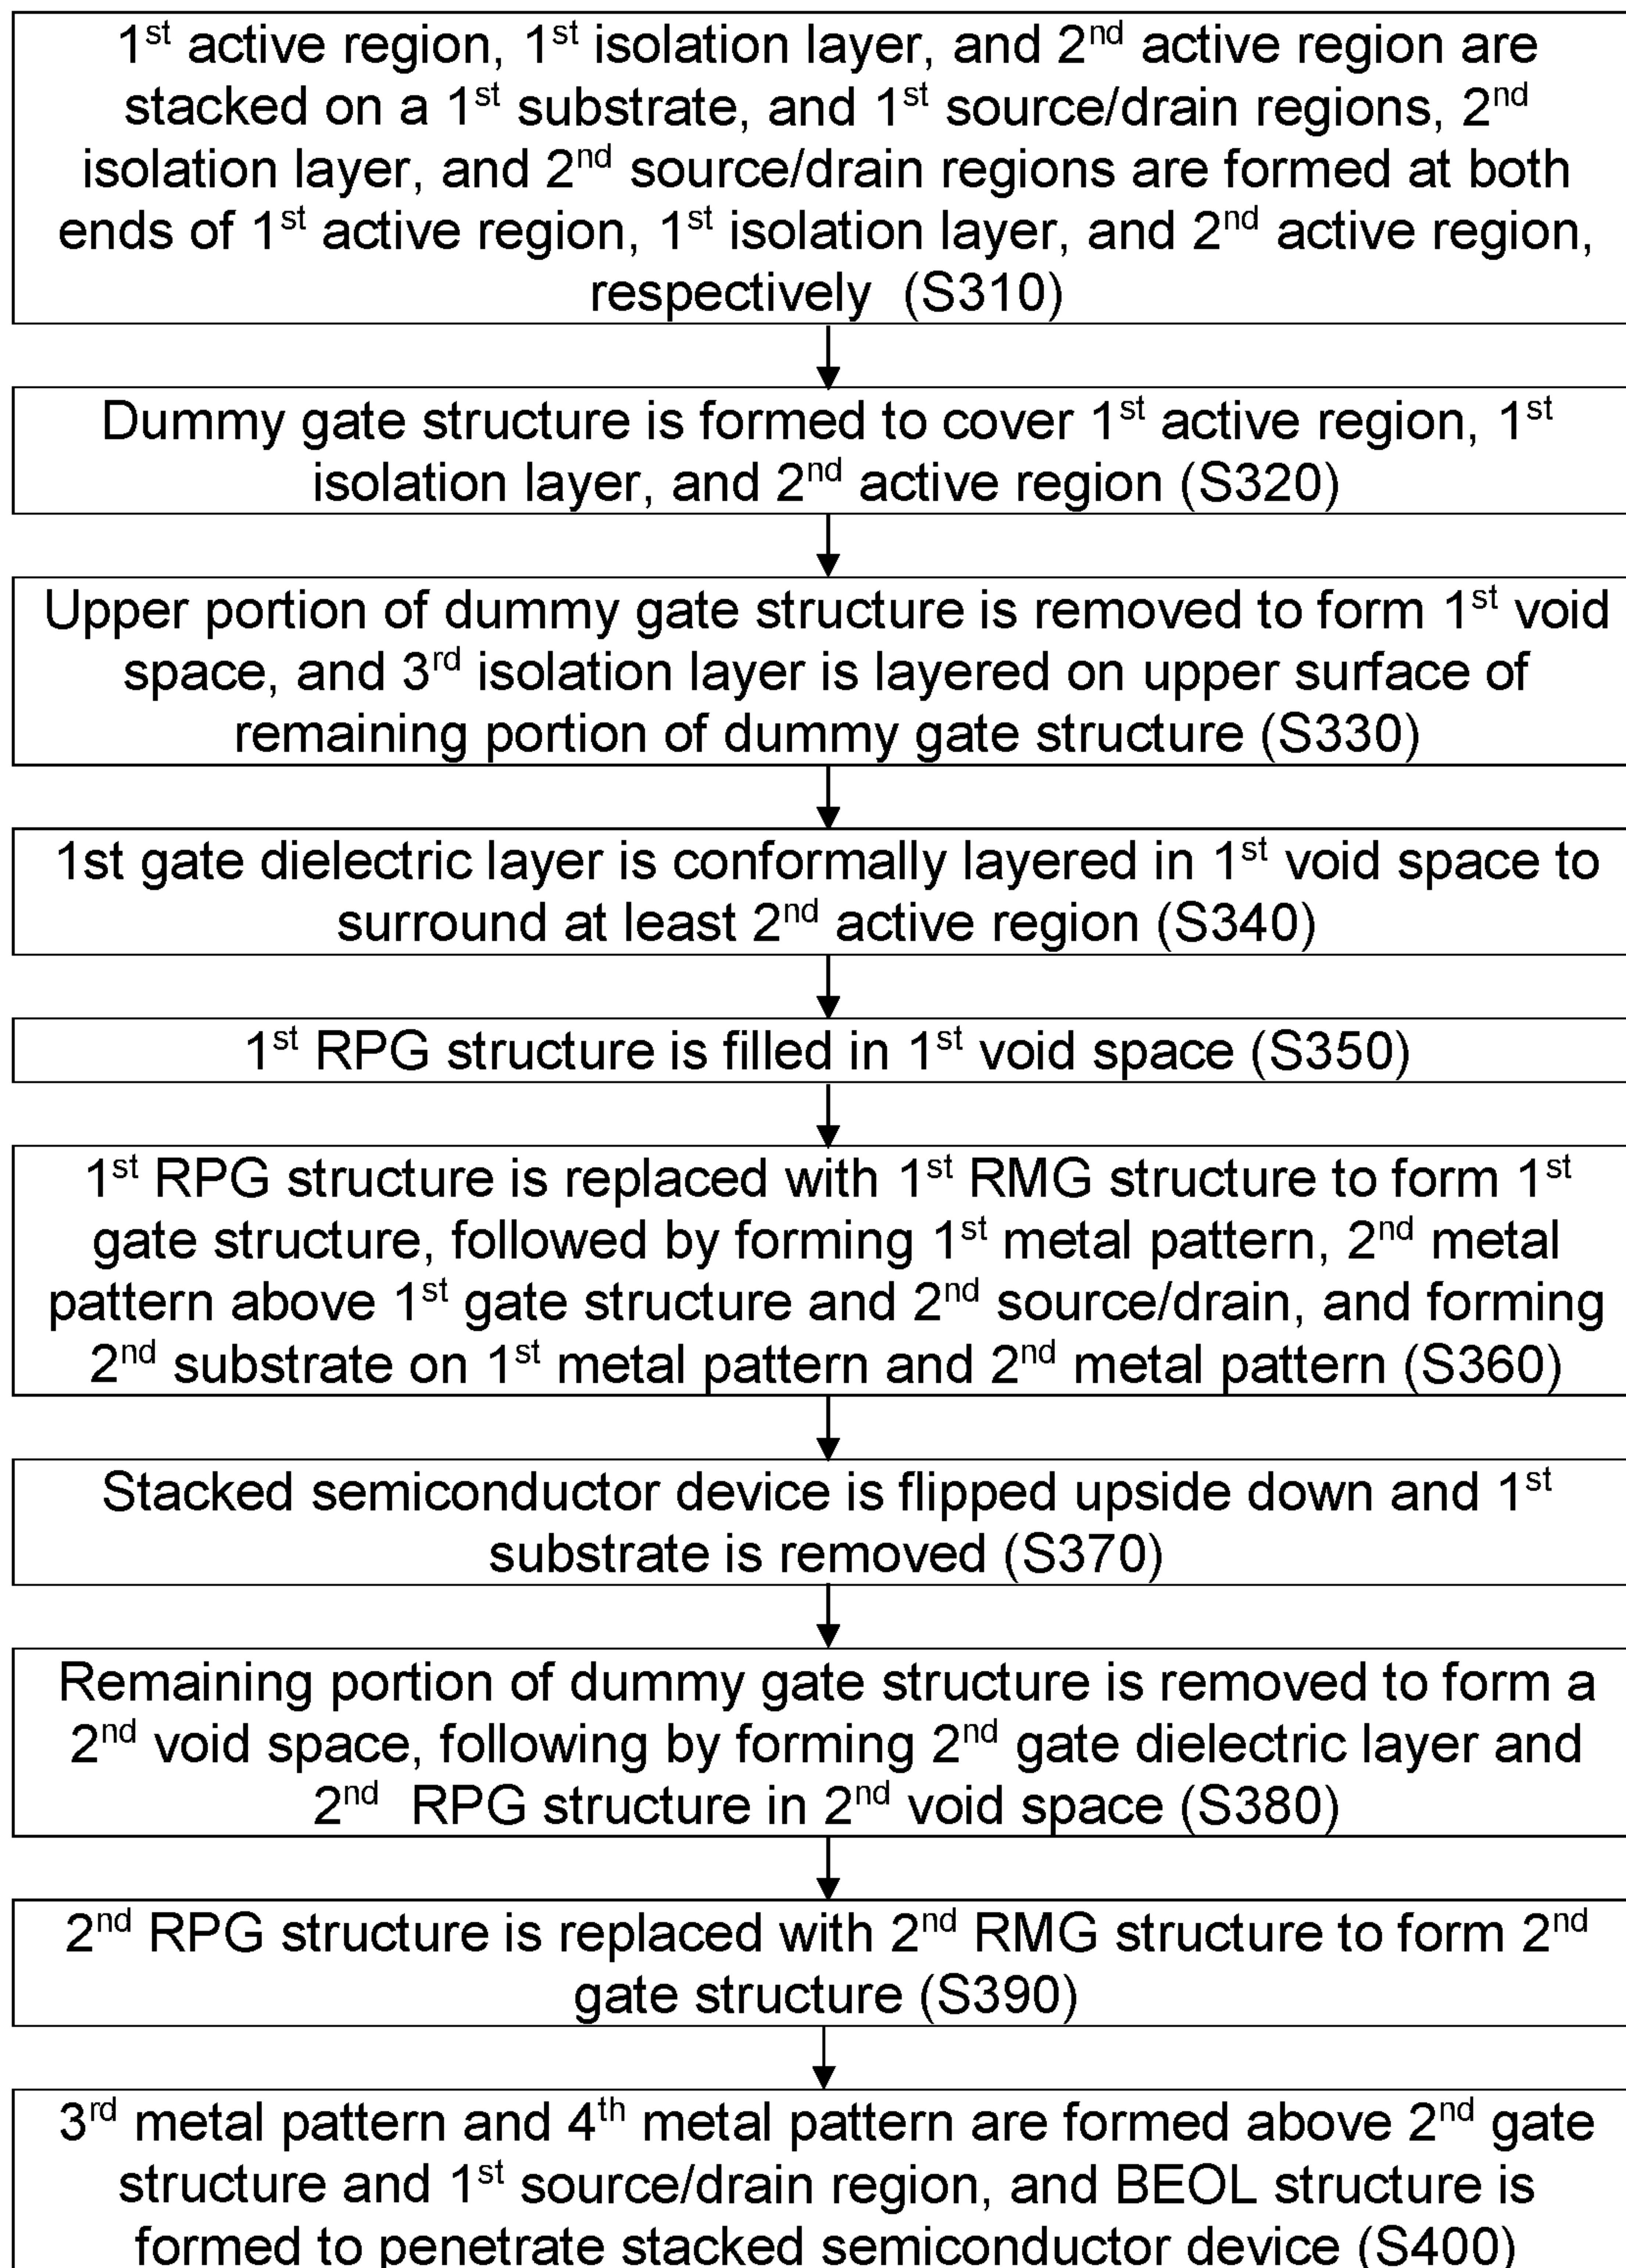 1st active region, 1st isolation layer, and 2nd active region are
stacked on a 1st substrate, and 1st source/drain regions, 2nd
isolation layer, and 2nd source/drain regions are formed at both
ends of 1st active region, 1st isolation layer, and 2nd active region,
respectively (S310)
Dummy gate structure is formed to cover 1st active region, 1st
isolation layer, and 2nd active region (S320)
Upper portion of dummy gate structure is removed to form 1st void
space, and 3rd isolation layer is layered on upper surface of
remaining portion of dummy gate structure (S330)
1st gate dielectric layer is conformally layered in 1st void space to
surround at least 2nd active region (S340)
1st RPG structure is filled in 1st void space (S350)
1st RPG structure is replaced with 1st RMG structure to form 1st
gate structure, followed by forming 1st metal pattern, 2nd metal
pattern above 1st gate structure and 2nd source/drain, and forming
2nd substrate on 1st metal pattern and 2nd metal pattern (S360)
Stacked semiconductor device is flipped upside down and 1st
substrate is removed (S370)
Remaining portion of dummy gate structure is removed to form a
2nd void space, following by forming 2nd gate dielectric layer and
2nd RPG structure in 2nd void space (S380)
2nd RPG structure is replaced with 2nd RMG structure to form 2nd
gate structure (S390)
3rd metal pattern and 4th metal pattern are formed above 2nd gate
structure and 1st source/drain region, and BEOL structure is
formed to penetrate stacked semiconductor device (S400)